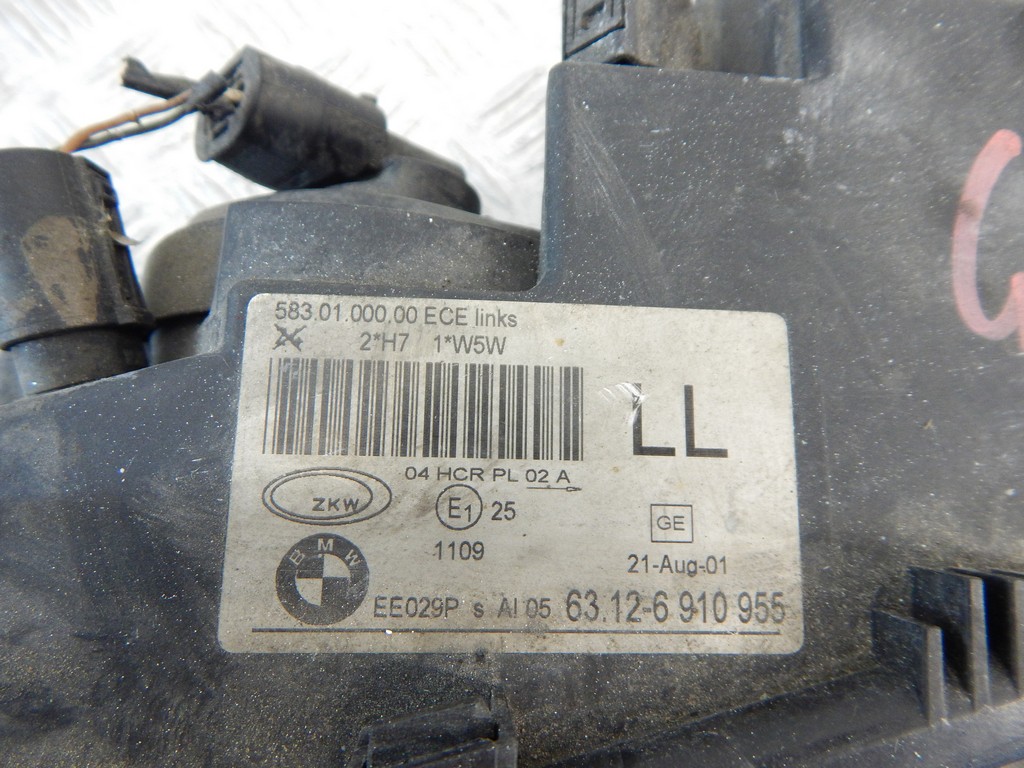 583.01.000.00 ECE links
2*H7 1*W5W
LL
04 HCR PL 02 A
ZKW
E1 25
GE
1109
21-Aug-01
BMW
EE029P s Al 05 63.12-6 910 955